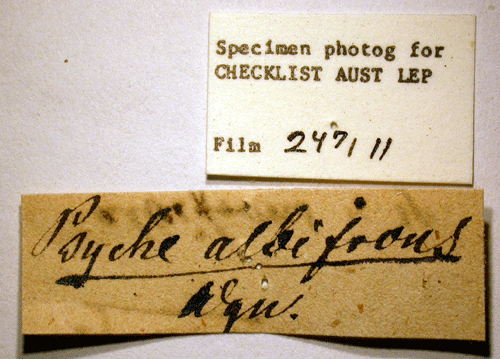 Specimen photog for
CHECKLIST AUST LEP
Film 247/11
Psyche albifrons